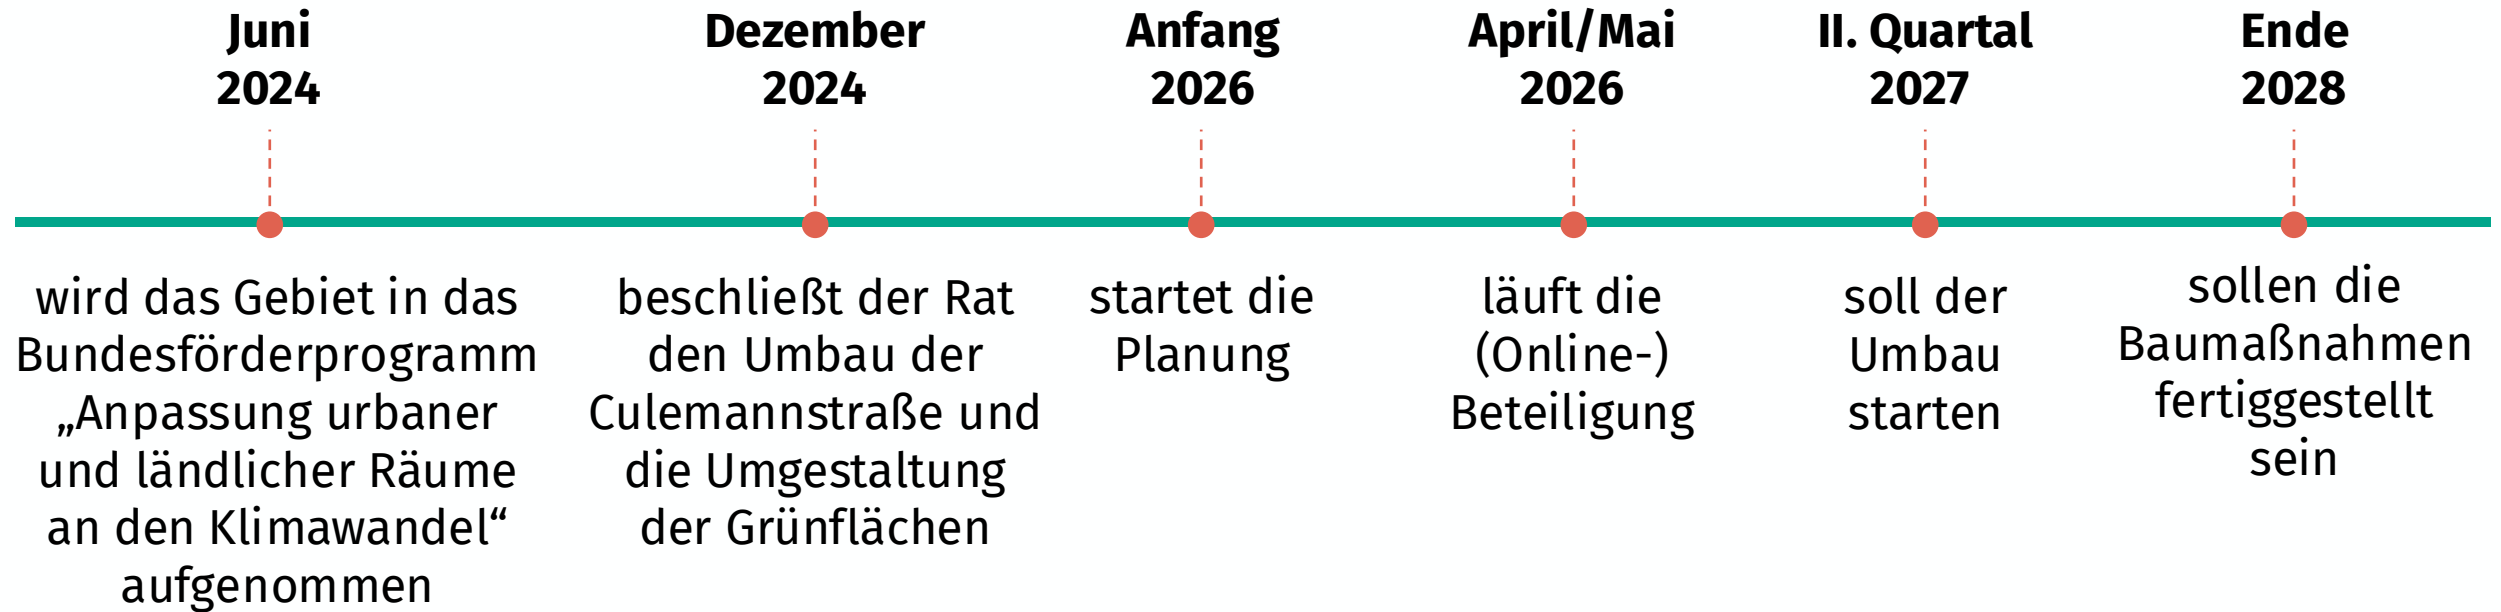 Juni
2024
wird das Gebiet in das
Bundesförderprogramm
„Anpassung urbaner
und ländlicher Räume
an den Klimawandel“
aufgenommen
Dezember
2024
beschließt der Rat
den Umbau der
Culemannstraße und
die Umgestaltung
der Grünflächen
Anfang
2026
startet die
Planung
April/Mai
2026
läuft die
(Online-)
Beteiligung
II. Quartal
2027
soll der
Umbau
starten
Ende
2028
sollen die
Baumaßnahmen
fertiggestellt
sein